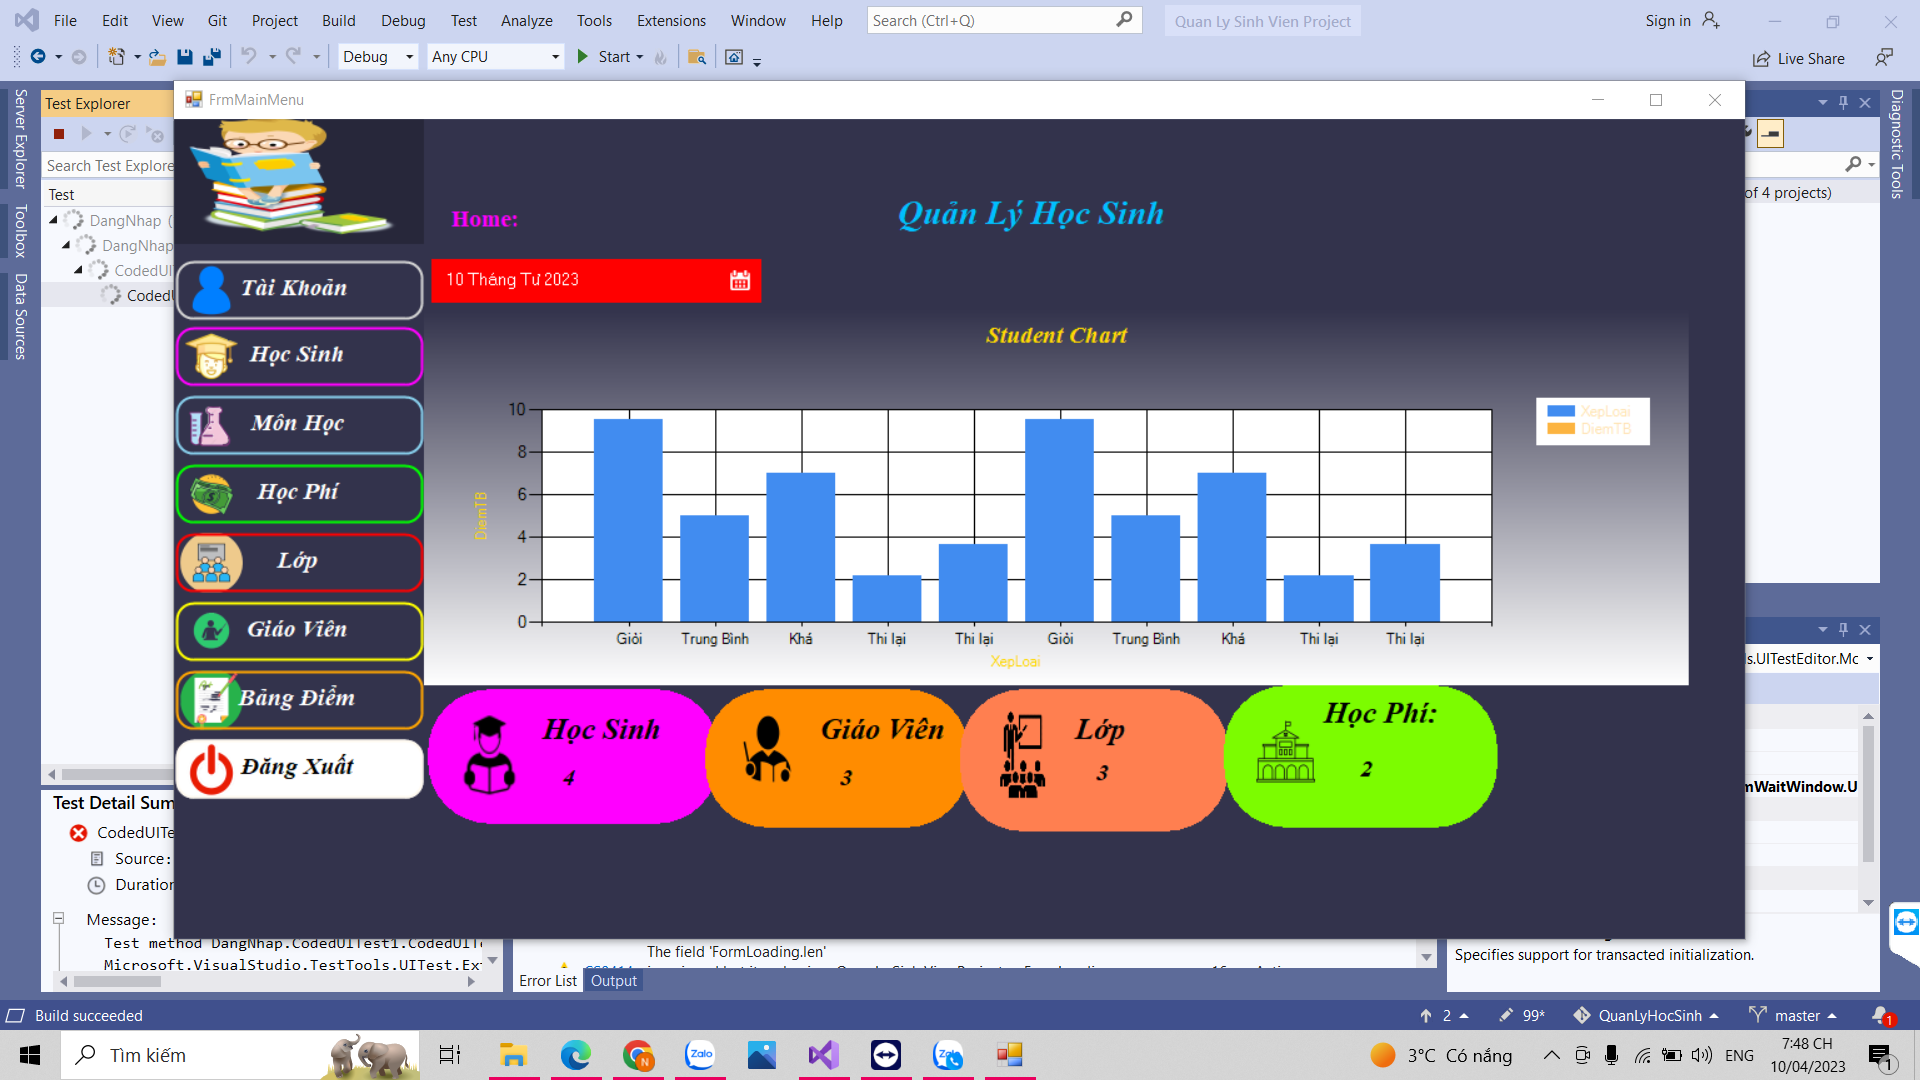 File Edit View Git Project Build Debug Test Analyze Tools Extensions Window Help Search (Ctrl+Q) Quan Ly Sinh Vien Project Sign in
Debug Any CPU Start Live Share
Server Explorer
Toolbox
Data Sources
Diagnostic Tools
Test Explorer
Search Test Explore
Test
DangNhap (
DangNhap
CodedUI
CodedU
FrmMainMenu
Home:
Quản Lý Học Sinh
10 Tháng Tư 2023
Tài Khoản
Học Sinh
Môn Học
Học Phí
Lớp
Giáo Viên
Bảng Điểm
Đăng Xuất
Student Chart
10
8
6
4
2
0
DiemTB
Giỏi Trung Bình Khá Thi lại Thi lại Giỏi Trung Bình Khá Thi lại Thi lại
XepLoai
XepLoai
DiemTB
Học Sinh
4
Giáo Viên
3
Lớp
3
Học Phí:
2
of 4 projects)
s.UITestEditor.Mc
mWaitWindow.U
Specifies support for transacted initialization.
Test Detail Sum
CodedUITe
Source:
Duration
Message:
Test method DangNhap.CodedUITest1.CodedUITe
Microsoft.VisualStudio.TestTools.UITest.Ext
The field 'FormLoading.len'
Error List Output
Build succeeded
2 99* QuanLyHocSinh master 1
Tìm kiếm
3°C Có nắng ENG
7:48 CH
10/04/2023
1